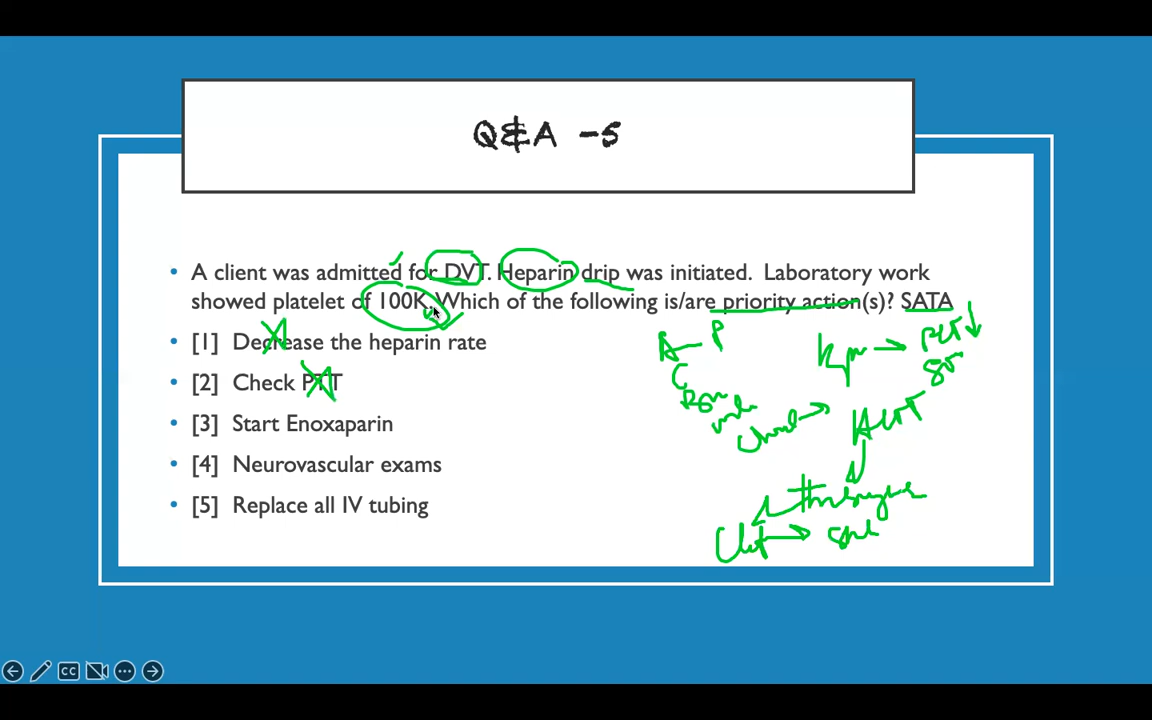 Q&A -5
• A client was admitted for DVT. Heparin drip was initiated. Laboratory work
showed platelet of 100K. Which of the following is/are priority action(s)? SATA
• [1] Decrease the heparin rate
• [2] Check PTT
• [3] Start Enoxaparin
• [4] Neurovascular exams
• [5] Replace all IV tubing
A – P
C
PLT ↓
CC